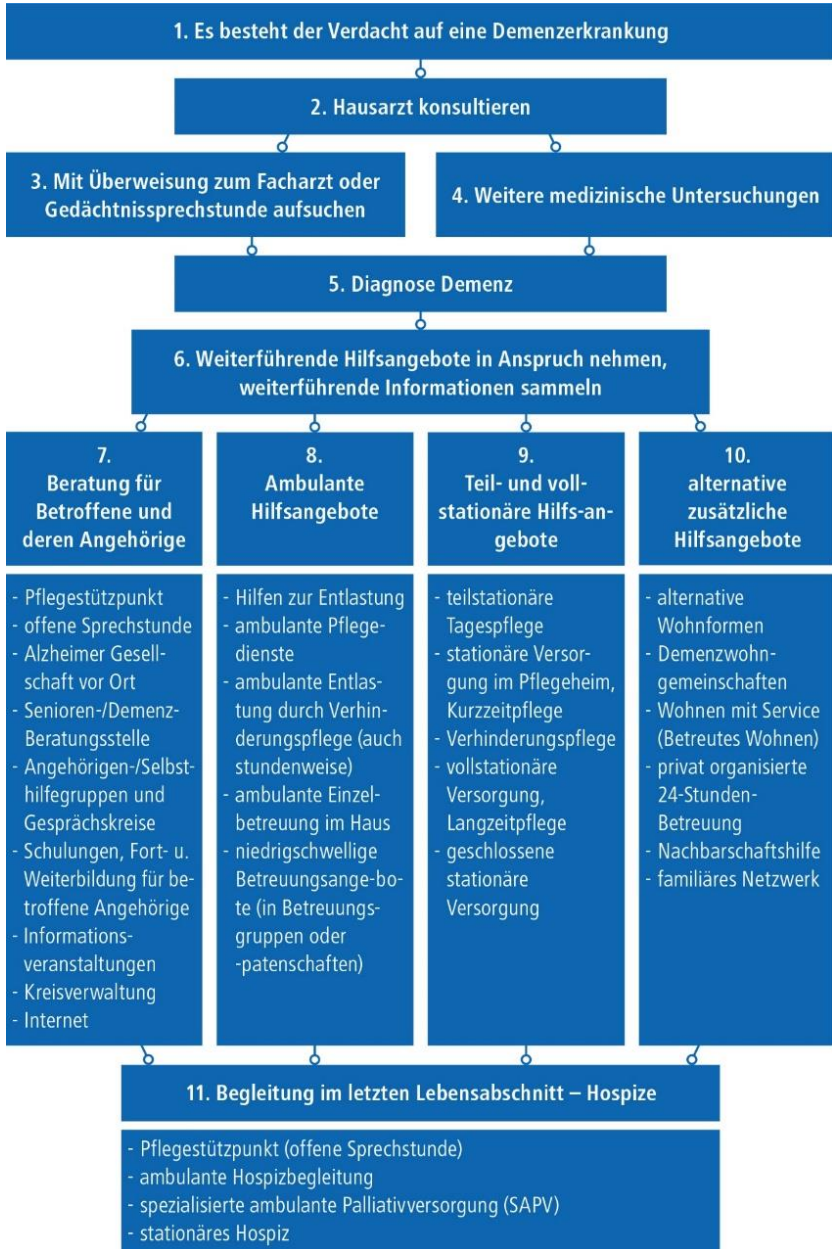 1. Es besteht der Verdacht auf eine Demenzerkrankung
2. Hausarzt konsultieren
3. Mit Überweisung zum Facharzt oder
Gedächtnissprechstunde aufsuchen
4. Weitere medizinische Untersuchungen
5. Diagnose Demenz
6. Weiterführende Hilfsangebote in Anspruch nehmen,
weiterführende Informationen sammeln
7.
Beratung für
Betroffene und
deren Angehörige
- Pflegestützpunkt
- offene Sprechstunde
- Alzheimer Gesell-
schaft vor Ort
- Senioren-/Demenz-
Beratungsstelle
- Angehörigen-/Selbst-
hilfegruppen und
Gesprächskreise
- Schulungen, Fort- u.
Weiterbildung für be-
troffene Angehörige
- Informations-
veranstaltungen
- Kreisverwaltung
- Internet
8.
Ambulante
Hilfsangebote
- Hilfen zur Entlastung
- ambulante Pflege-
dienste
- ambulante Entlas-
tung durch Verhin-
derungspflege (auch
stundenweise)
- ambulante Einzel-
betreuung im Haus
- niedrigschwellige
Betreuungsange-bo-
te (in Betreuungs-
gruppen oder
-patenschaften)
9.
Teil- und voll-
stationäre Hilfs-an-
gebote
- teilstationäre
Tagespflege
- stationäre Versor-
gung im Pflegeheim,
Kurzzeitpflege
- Verhinderungspflege
- vollstationäre
Versorgung,
Langzeitpflege
- geschlossene
stationäre
Versorgung
10.
alternative
zusätzliche
Hilfsangebote
- alternative
Wohnformen
- Demenzwohn-
gemeinschaften
- Wohnen mit Service
(Betreutes Wohnen)
- privat organisierte
24-Stunden-
Betreuung
- Nachbarschaftshilfe
- familiäres Netzwerk
11. Begleitung im letzten Lebensabschnitt – Hospize
- Pflegestützpunkt (offene Sprechstunde)
- ambulante Hospizbegleitung
- spezialisierte ambulante Palliativversorgung (SAPV)
- stationäres Hospiz